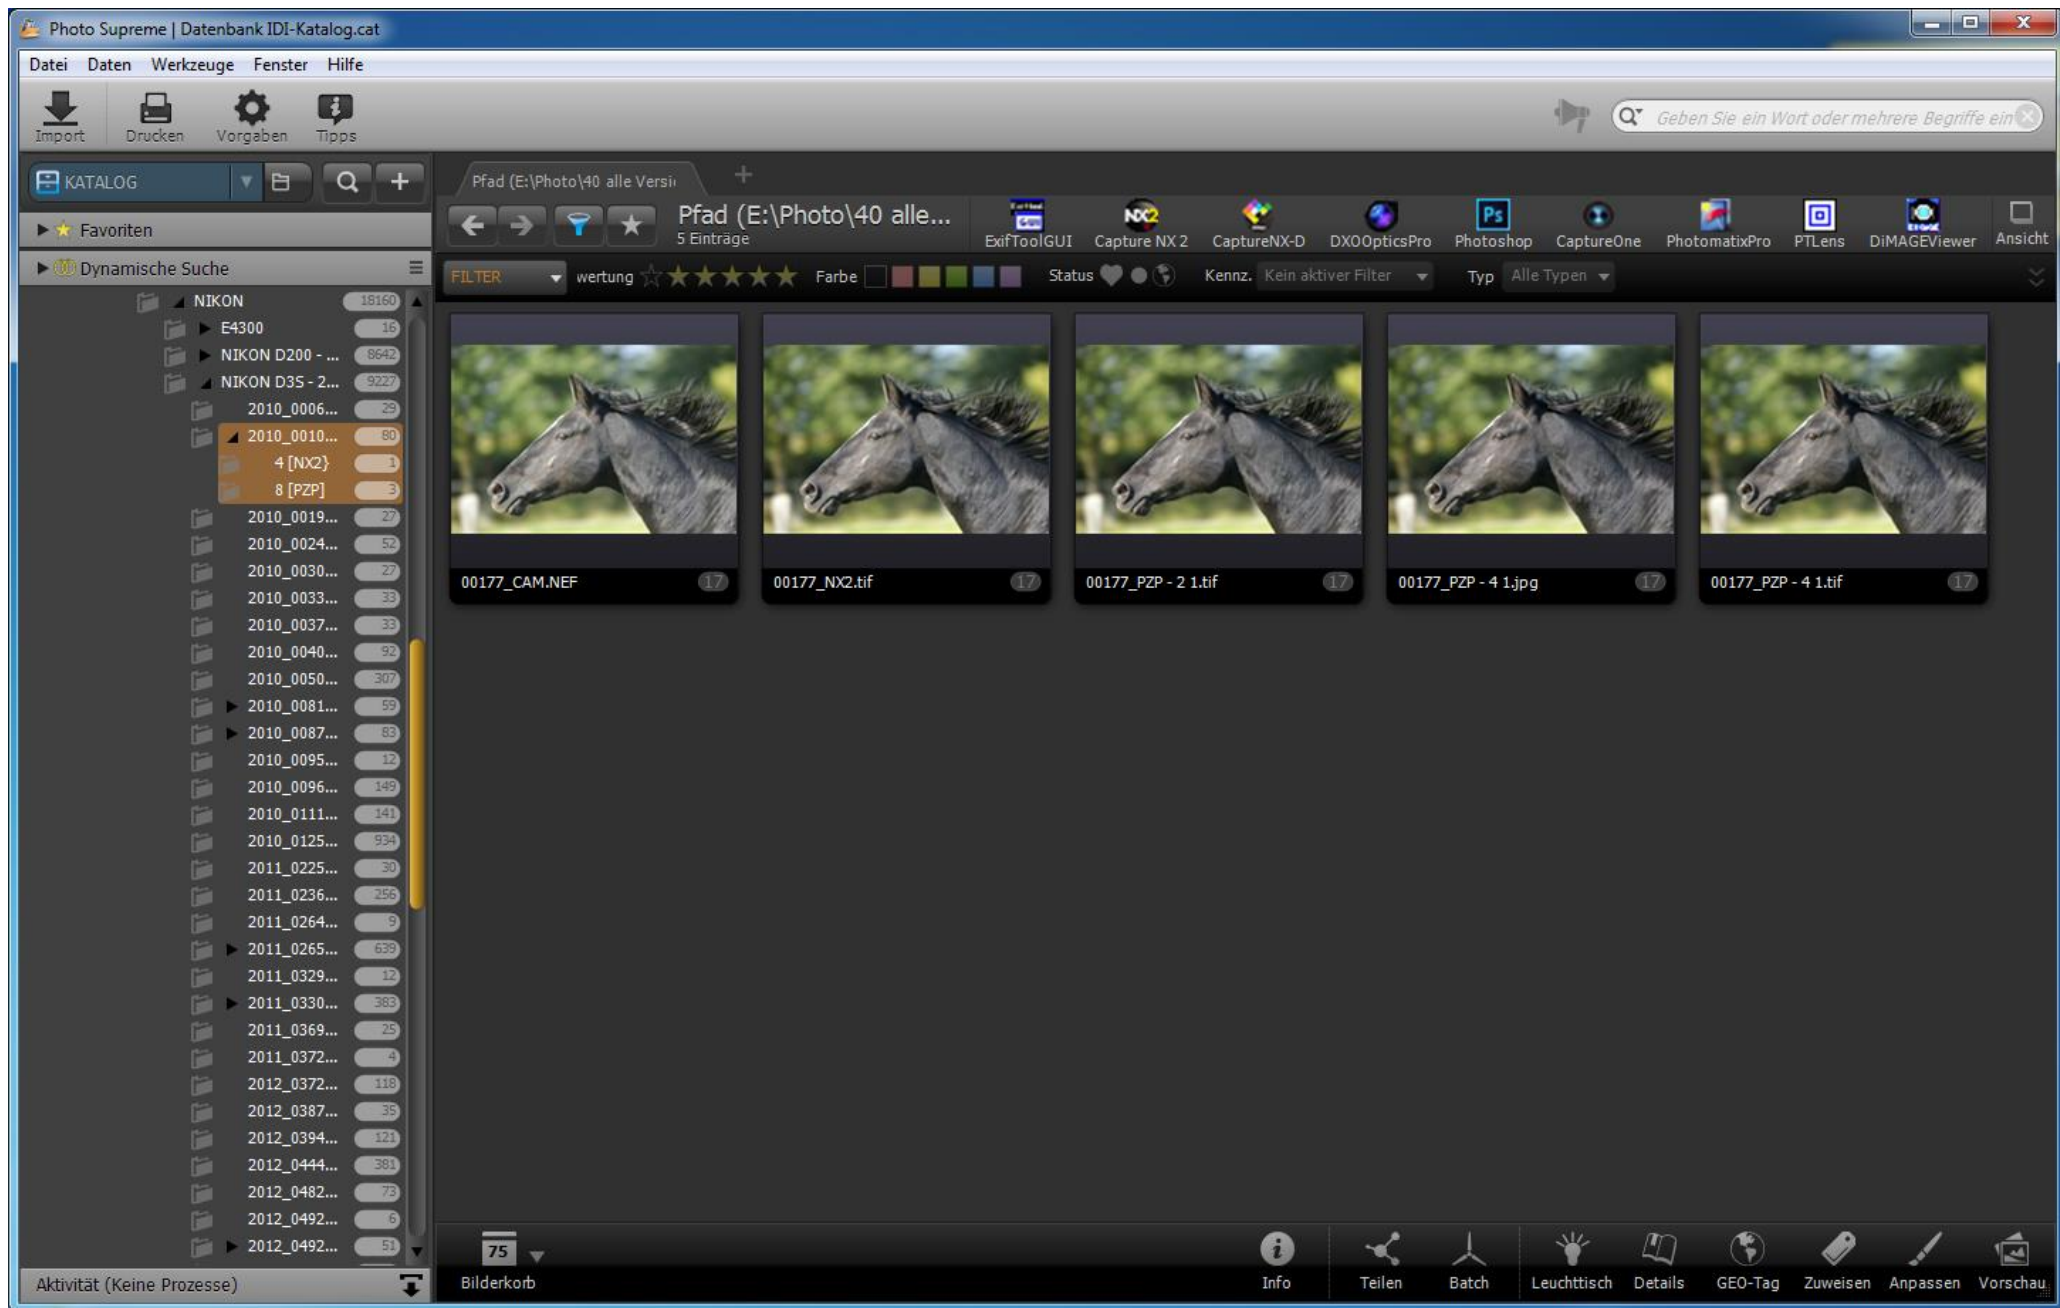 Photo Supreme | Datenbank IDI-Katalog.cat
Datei Daten Werkzeuge Fenster Hilfe
Import Drucken Vorgaben Tipps
Geben Sie ein Wort oder mehrere Begriffe ein
KATALOG
Favoriten
Dynamische Suche
NIKON 18160
E4300 16
NIKON D200 - ... 8642
NIKON D3S - 2... 9227
2010_0006... 29
2010_0010... 80
4 [NX2} 1
8 [PZP] 3
2010_0019... 27
2010_0024... 52
2010_0030... 27
2010_0033... 33
2010_0037... 33
2010_0040... 92
2010_0050... 307
2010_0081... 59
2010_0087... 83
2010_0095... 12
2010_0096... 149
2010_0111... 141
2010_0125... 934
2011_0225... 30
2011_0236... 256
2011_0264... 9
2011_0265... 639
2011_0329... 12
2011_0330... 383
2011_0369... 25
2011_0372... 4
2012_0372... 118
2012_0387... 35
2012_0394... 121
2012_0444... 381
2012_0482... 73
2012_0492... 6
2012_0492... 51
Aktivität (Keine Prozesse)
Pfad (E:\Photo\40 alle Versi
Pfad (E:\Photo\40 alle...
5 Einträge
ExifToolGUI Capture NX 2 CaptureNX-D DXOOpticsPro Photoshop CaptureOne PhotomatixPro PTLens DiMAGEViewer Ansicht
FILTER wertung Farbe Status Kennz. Kein aktiver Filter Typ Alle Typen
00177_CAM.NEF 17
00177_NX2.tif 17
00177_PZP - 2 1.tif 17
00177_PZP - 4 1.jpg 17
00177_PZP - 4 1.tif 17
75
Bilderkorb
Info Teilen Batch Leuchttisch Details GEO-Tag Zuweisen Anpassen Vorschau